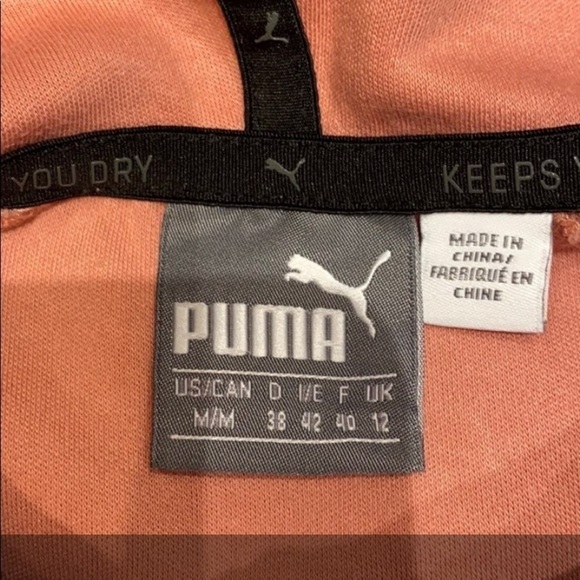 YOU DRY KEEPS
PUMA
US/CAN D I/E F UK
M/M 38 42 40 12
MADE IN
CHINA/
FABRIQUÉ EN
CHINE